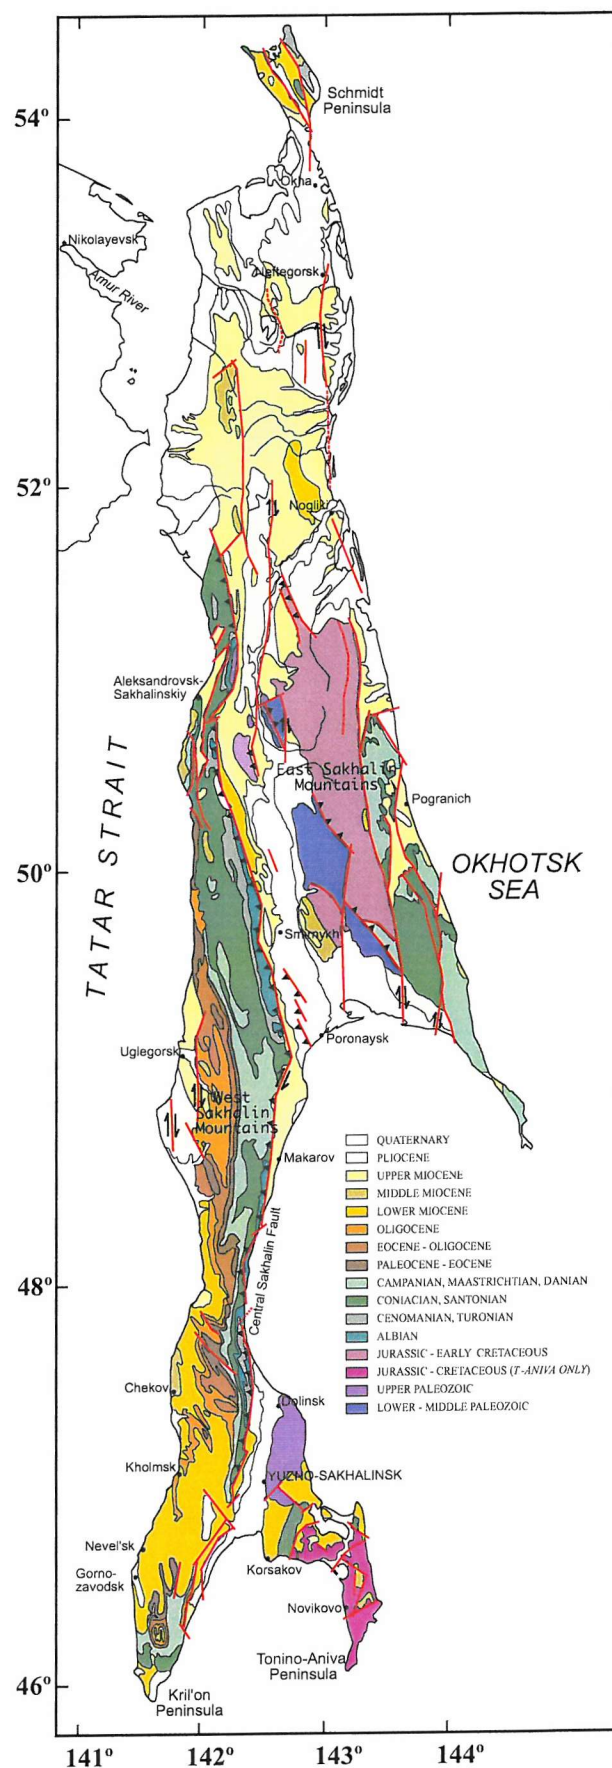 Schmidt
Peninsula
54°
Okha
Nikolayevsk
Neftegorsk
Amur River
52°
Nogliki
Aleksandrovsk-
Sakhalinskiy
TATAR STRAIT
East Sakhalin
Mountains
Pogranich
50°
OKHOTSK
SEA
Smirnykh
Poronaysk
Uglegorsk
West
Sakhalin
Mountains
Makarov
QUATERNARY
PLIOCENE
UPPER MIOCENE
MIDDLE MIOCENE
LOWER MIOCENE
OLIGOCENE
EOCENE - OLIGOCENE
PALEOCENE - EOCENE
CAMPANIAN, MAASTRICHTIAN, DANIAN
CONIACIAN, SANTONIAN
CENOMANIAN, TURONIAN
ALBIAN
JURASSIC - EARLY CRETACEOUS
JURASSIC - CRETACEOUS (T-ANIVA ONLY)
UPPER PALEOZOIC
LOWER - MIDDLE PALEOZOIC
48°
Central Sakhalin Fault
Chekov
Dolinsk
Kholmsk
YUZHO-SAKHALINSK
Nevel'sk
Gorno-
zavodsk
Korsakov
Novikovo
Tonino-Aniva
Peninsula
46°
Kril'on
Peninsula
141°
142°
143°
144°